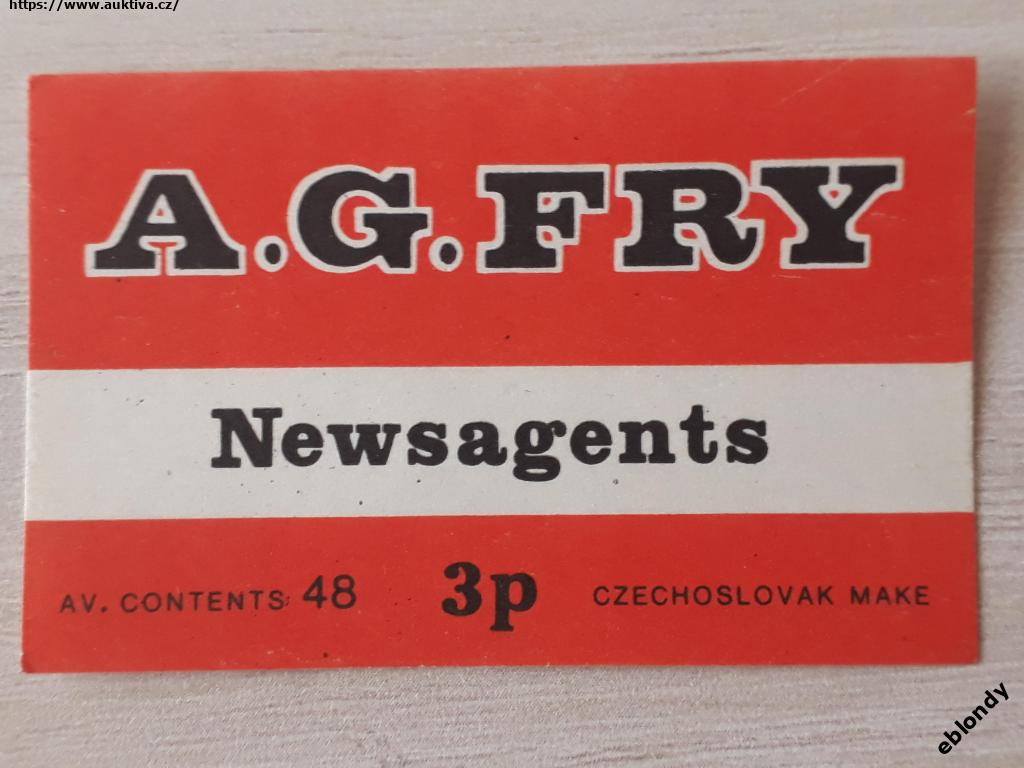 https://www.auktiva.cz/
A.G.FRY
Newsagents
AV. CONTENTS: 48 3p CZECHOSLOVAK MAKE
eblondy